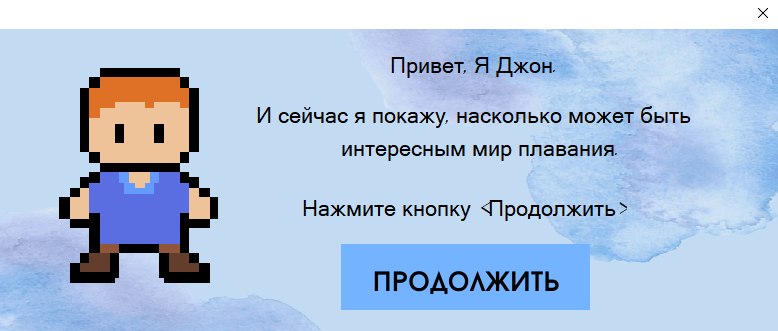 Привет, Я Джон.
И сейчас я покажу, насколько может быть
интересным мир плавания.
Нажмите кнопку <Продолжить>
ПРОДОЛЖИТЬ